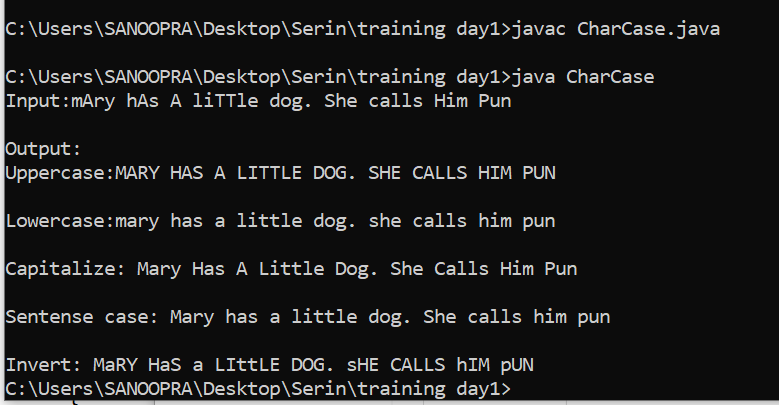 C:\Users\SANOOPRA\Desktop\Serin\training day1>javac CharCase.java
C:\Users\SANOOPRA\Desktop\Serin\training day1>java CharCase
Input:mAry hAs A liTTle dog. She calls Him Pun
Output:
Uppercase:MARY HAS A LITTLE DOG. SHE CALLS HIM PUN
Lowercase:mary has a little dog. she calls him pun
Capitalize: Mary Has A Little Dog. She Calls Him Pun
Sentense case: Mary has a little dog. She calls him pun
Invert: MaRY HaS a LIttLE DOG. sHE CALLS hIM pUN
C:\Users\SANOOPRA\Desktop\Serin\training day1>